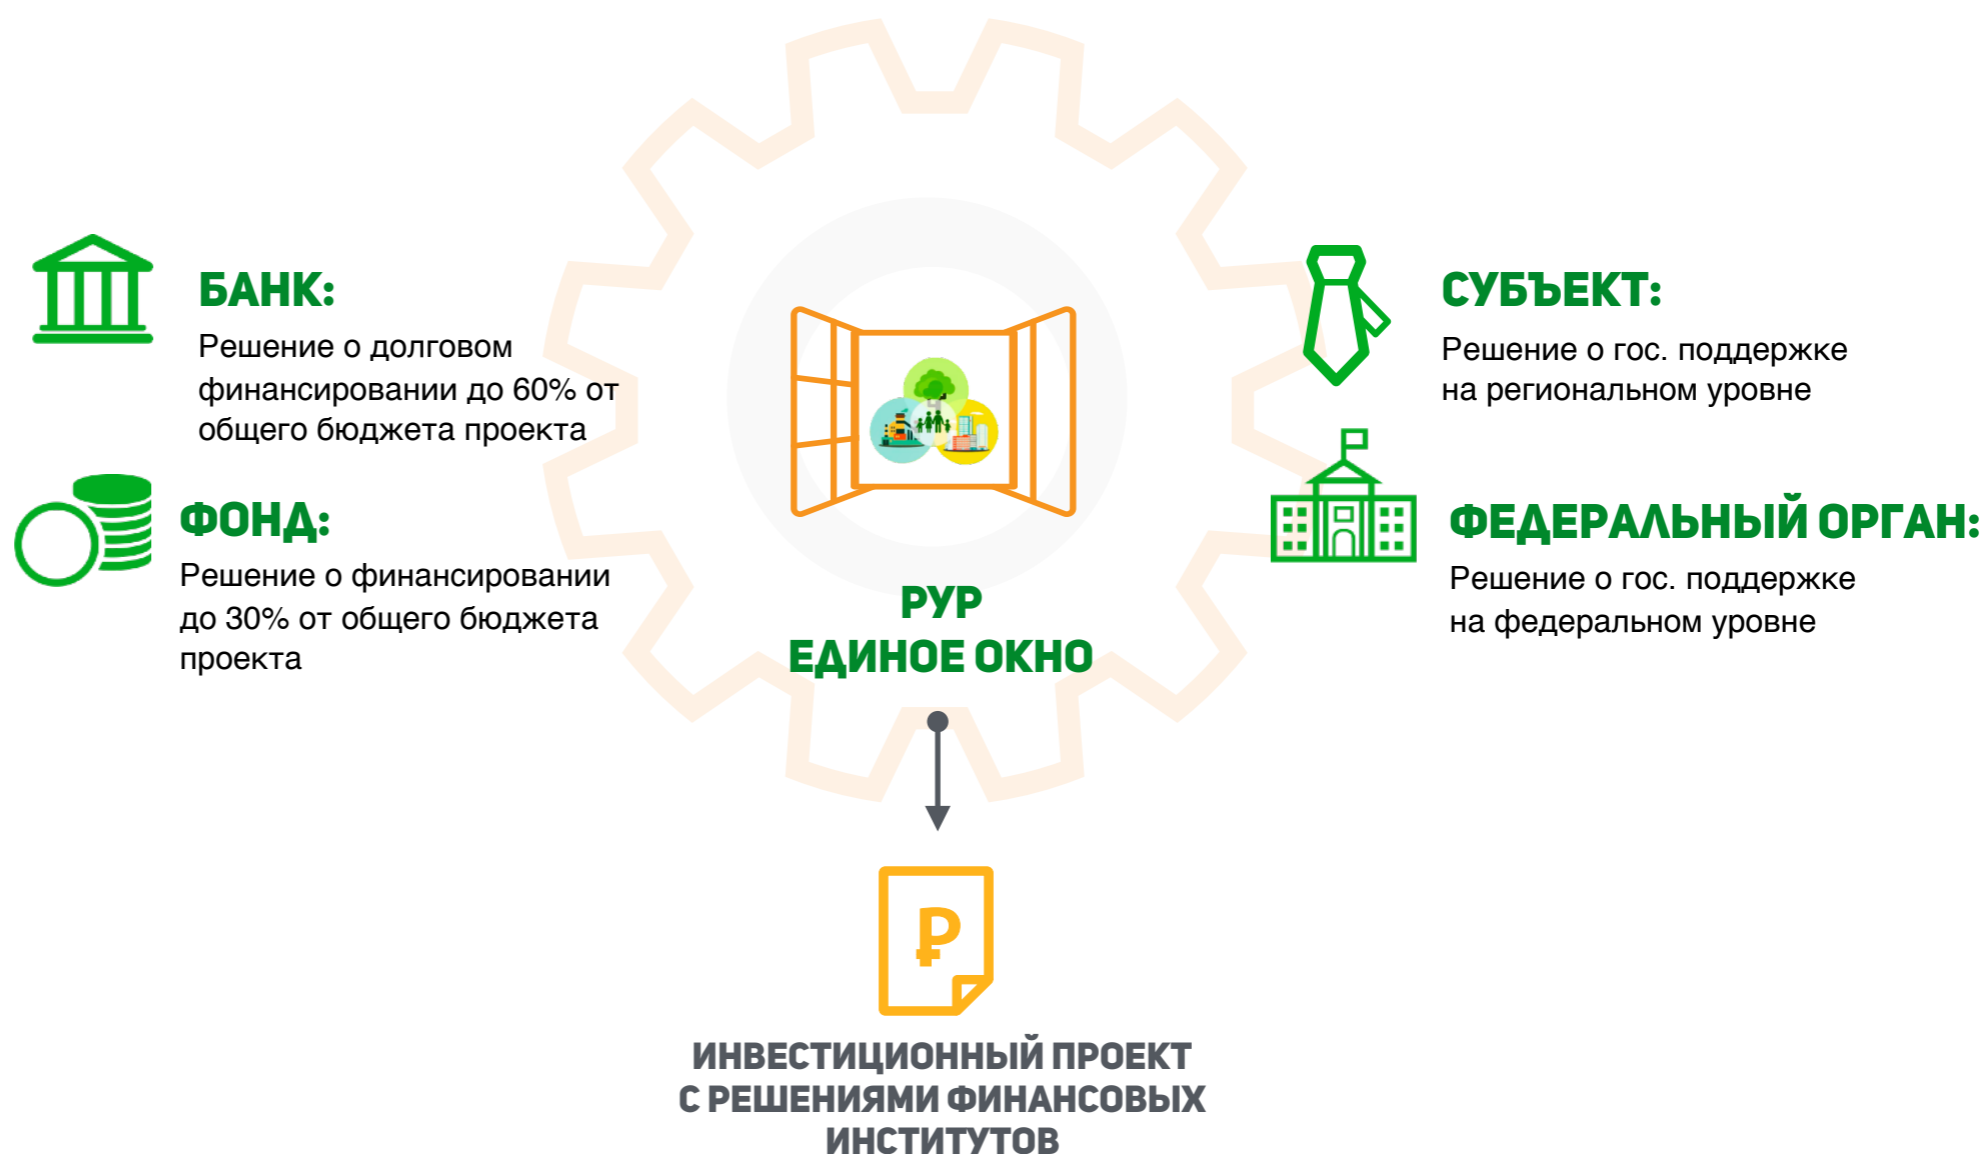 БАНК:
Решение о долговом
финансировании до 60% от
общего бюджета проекта
ФОНД:
Решение о финансировании
до 30% от общего бюджета
проекта
РУР
ЕДИНОЕ ОКНО
СУБЪЕКТ:
Решение о гос. поддержке
на региональном уровне
ФЕДЕРАЛЬНЫЙ ОРГАН:
Решение о гос. поддержке
на федеральном уровне
₽
ИНВЕСТИЦИОННЫЙ ПРОЕКТ
С РЕШЕНИЯМИ ФИНАНСОВЫХ
ИНСТИТУТОВ